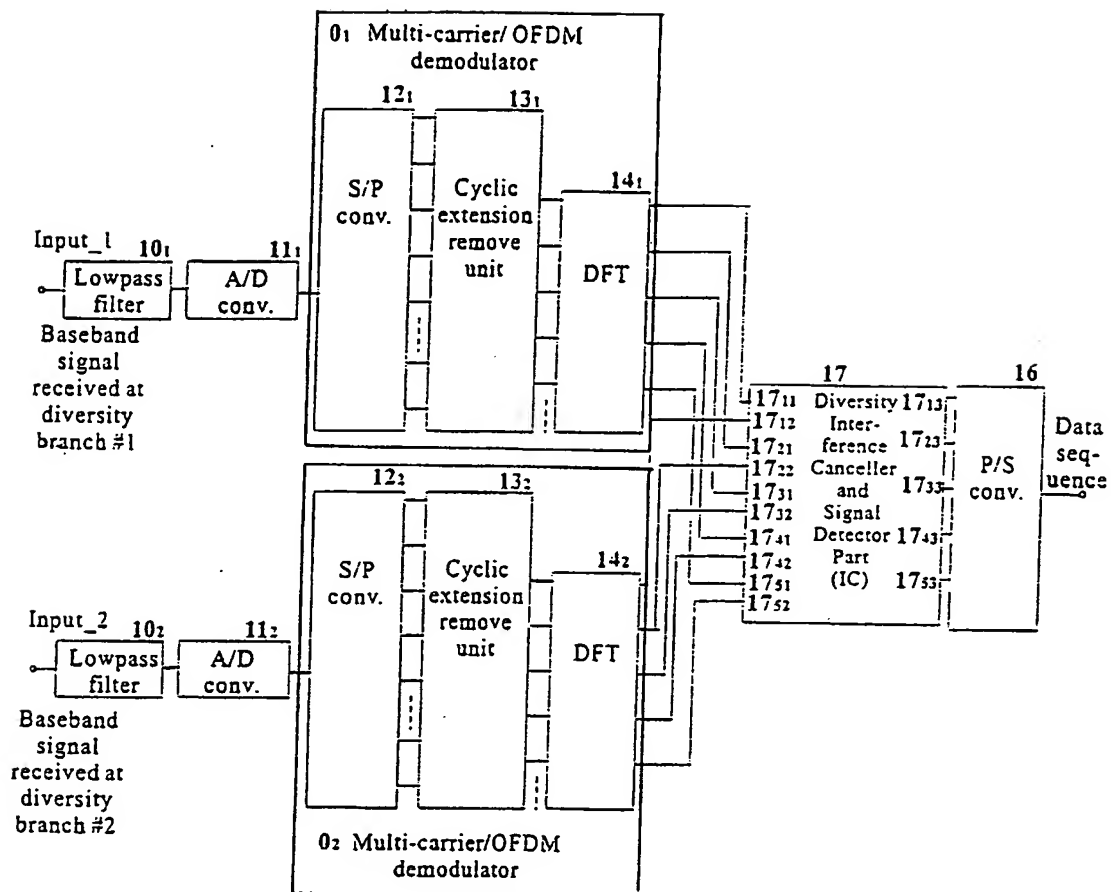 0₁ Multi-carrier/ OFDM
demodulator
12₁
13₁
S/P
conv.
Cyclic
extension
remove
unit
14₁
DFT
Input_1
10₁
11₁
Lowpass
filter
A/D
conv.
Baseband
signal
received at
diversity
branch #1
17
16
17₁₁
17₁₂
17₂₁
17₂₂
17₃₁
17₃₂
17₄₁
17₄₂
17₅₁
17₅₂
Diversity
Inter-
ference
Canceller
and
Signal
Detector
Part
(IC)
17₁₃
17₂₃
17₃₃
17₄₃
17₅₃
P/S
conv.
Data
seq-
uence
12₂
13₂
S/P
conv.
Cyclic
extension
remove
unit
14₂
DFT
Input_2
10₂
11₂
Lowpass
filter
A/D
conv.
Baseband
signal
received at
diversity
branch #2
0₂ Multi-carrier/OFDM
demodulator